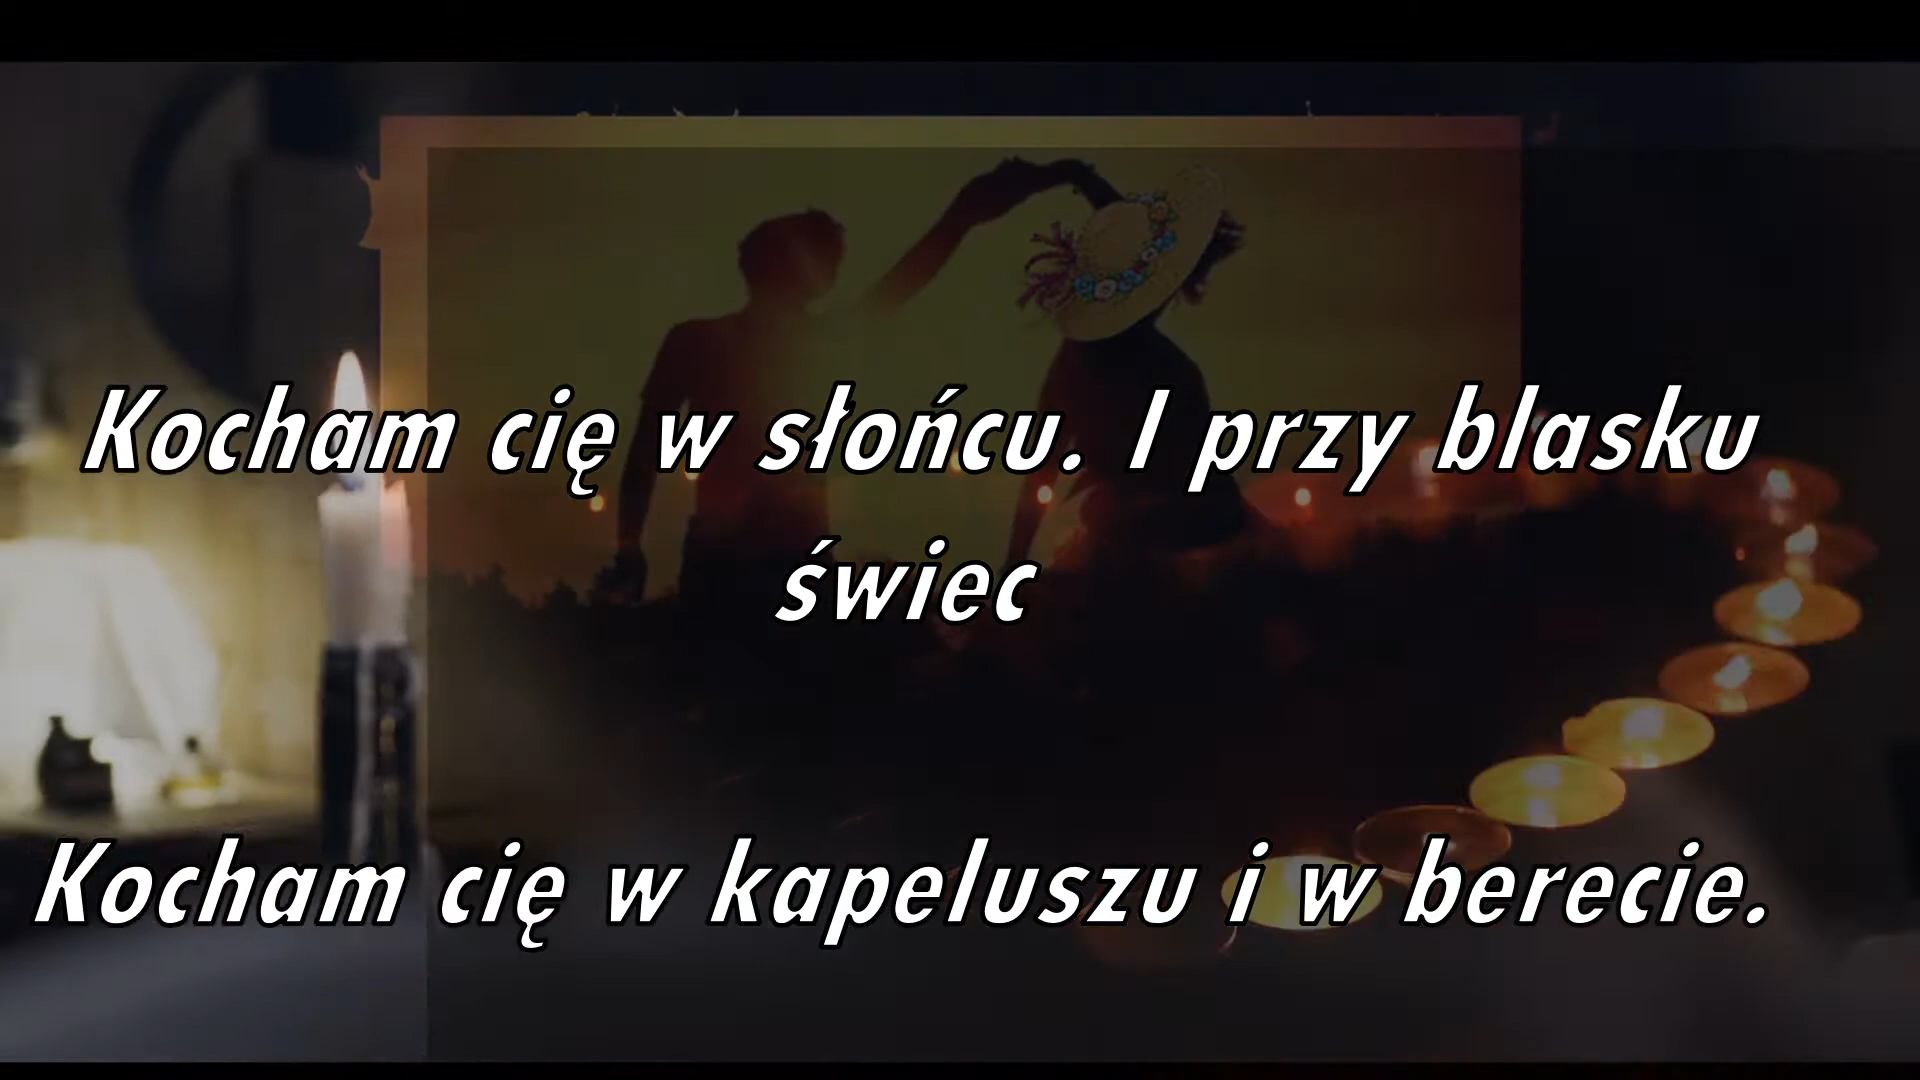 Kocham cię w słońcu. I przy blasku
świec
Kocham cię w kapeluszu i w berecie.